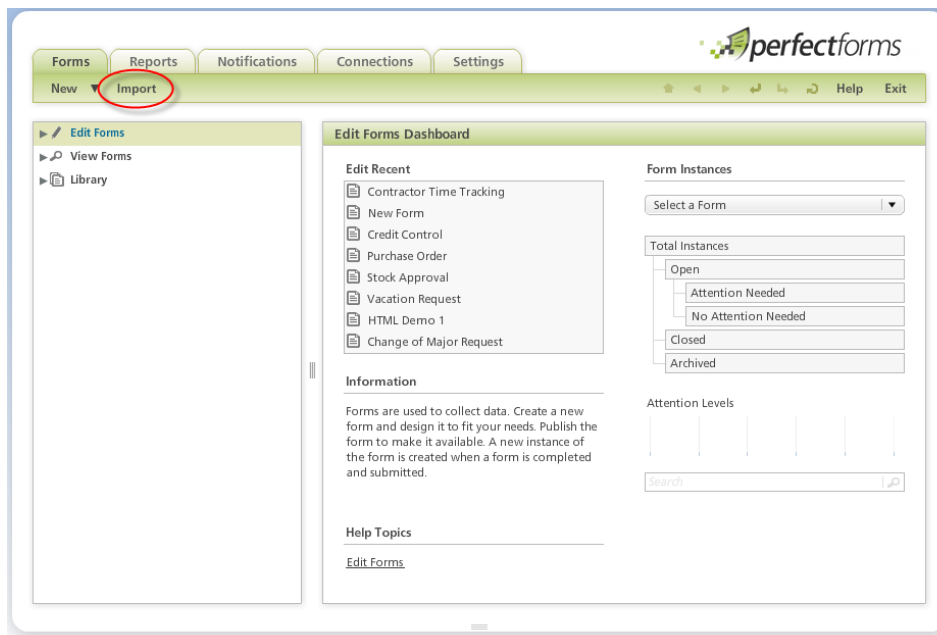 perfectforms
Forms
Reports
Notifications
Connections
Settings
New
Import
Help
Exit
Edit Forms
View Forms
Library
Edit Forms Dashboard
Edit Recent
Contractor Time Tracking
New Form
Credit Control
Purchase Order
Stock Approval
Vacation Request
HTML Demo 1
Change of Major Request
Information
Forms are used to collect data. Create a new
form and design it to fit your needs. Publish the
form to make it available. A new instance of
the form is created when a form is completed
and submitted.
Help Topics
Edit Forms
Form Instances
Select a Form
Total Instances
Open
Attention Needed
No Attention Needed
Closed
Archived
Attention Levels
Search